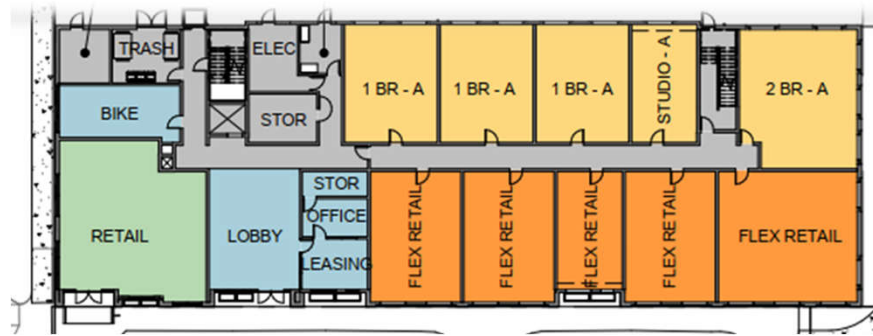 TRASH
ELEC
1 BR - A
1 BR - A
1 BR - A
STUDIO - A
2 BR - A
BIKE
STOR
STOR
OFFICE
LEASING
RETAIL
LOBBY
FLEX RETAIL
FLEX RETAIL
FLEX RETAIL
FLEX RETAIL
FLEX RETAIL